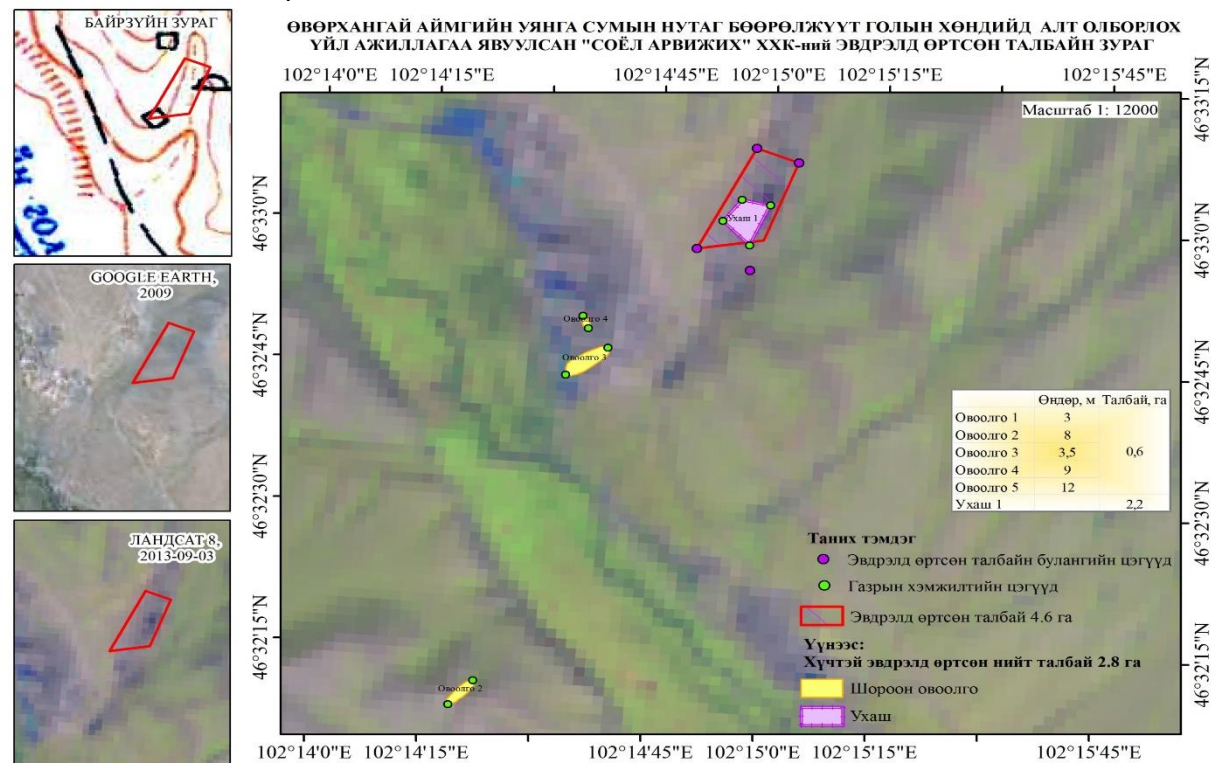 БАЙРЗҮЙН ЗУРАГ
ӨВӨРХАНГАЙ АЙМГИЙН УЯНГА СУМЫН НУТАГ БӨӨРӨЛЖҮҮТ ГОЛЫН ХӨНДИЙД АЛТ ОЛБОРЛОХ
ҮЙЛ АЖИЛЛАГАА ЯВУУЛСАН "СОЁЛ АРВИЖИХ" ХХК-ний ЭВДРЭЛД ӨРТСӨН ТАЛБАЙН ЗУРАГ
102°14'0"E 102°14'15"E 102°14'45"E 102°15'0"E 102°15'15"E 102°15'45"E
Масштаб 1: 12000
46°33'15"N
46°33'0"N
46°33'0"N
Ухаш 1
ЙН ГОЛ
GOOGLE EARTH,
2009
Овоолго 4
Овоолго 3
46°32'45"N
46°32'45"N
Өндөр, м Талбай, га
Овоолго 1 3
Овоолго 2 8
Овоолго 3 3,5 0,6
Овоолго 4 9
Овоолго 5 12
Ухаш 1 2,2
46°32'30"N
46°32'30"N
ЛАНДСАТ 8,
2013-09-03
Таних тэмдэг
Эвдрэлд өртсөн талбайн булангийн цэгүүд
Газрын хэмжилтийн цэгүүд
Эвдрэлд өртсөн талбай 4.6 га
Үүнээс:
Хүчтэй эвдрэлд өртсөн нийт талбай 2.8 га
Шороон овоолго
Ухаш
46°32'15"N
46°32'15"N
Овоолго 2
102°14'0"E 102°14'15"E 102°14'45"E 102°15'0"E 102°15'15"E 102°15'45"E